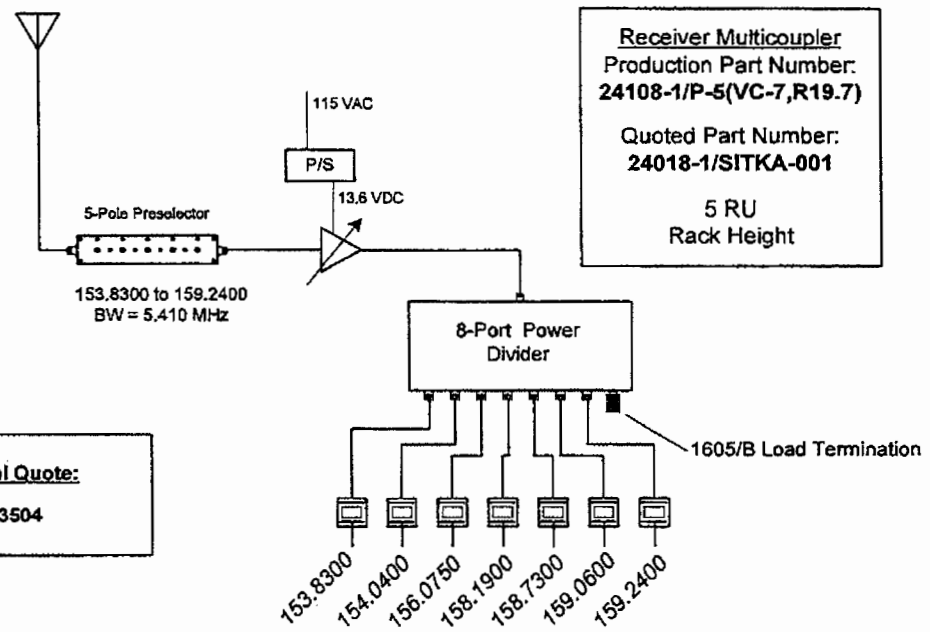 Receiver Multicoupler
Production Part Number:
24108-1/P-5(VC-7,R19.7)
Quoted Part Number:
24018-1/SITKA-001
5 RU
Rack Height
115 VAC
P/S
13.6 VDC
5-Pole Preselector
153.8300 to 159.2400
BW = 5.410 MHz
8-Port Power
Divider
1605/B Load Termination
al Quote:
3504
153.8300
154.0400
156.0750
158.1900
158.7300
159.0600
159.2400